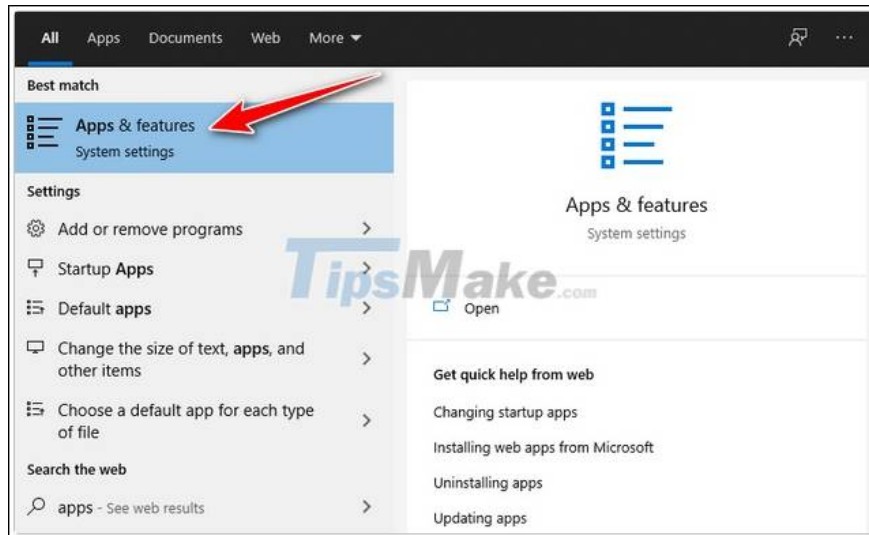 All Apps Documents Web More
Best match
Apps & features
System settings
Settings
Add or remove programs
Startup Apps
Default apps
Change the size of text, apps, and
other items
Choose a default app for each type
of file
Search the web
apps - See web results
Apps & features
System settings
TipsMake.com
Open
Get quick help from web
Changing startup apps
Installing web apps from Microsoft
Uninstalling apps
Updating apps